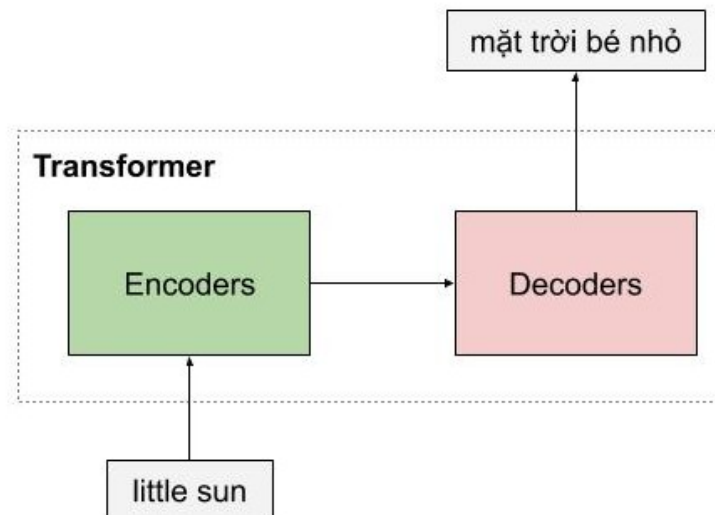 mặt trời bé nhỏ
Transformer
Encoders
Decoders
little sun